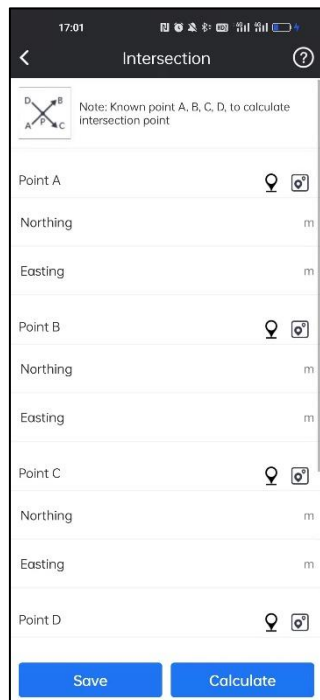 17:01
Intersection
D B
A P C
Note: Known point A, B, C, D, to calculate
intersection point
Point A
Northing m
Easting m
Point B
Northing m
Easting m
Point C
Northing m
Easting m
Point D
Save Calculate